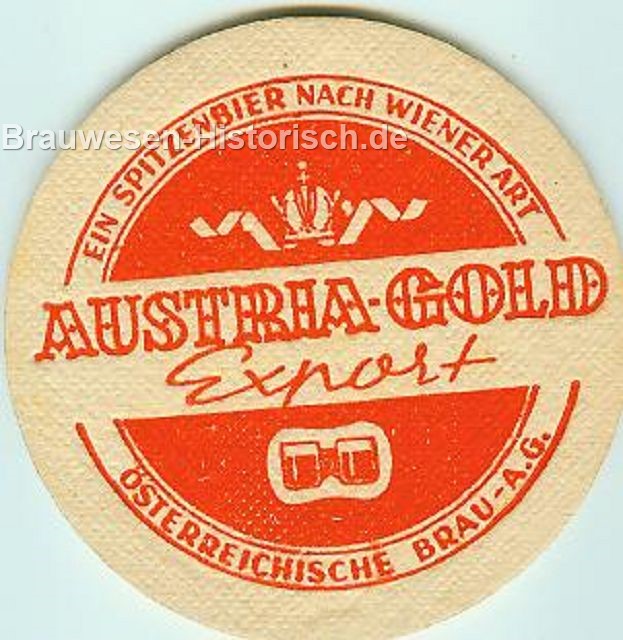 EIN SPITZENBIER NACH WIENER ART
Brauwesen-Historisch.de
AUSTRIA-GOLD
Export
ÖSTERREICHISCHE BRAU-A.G.